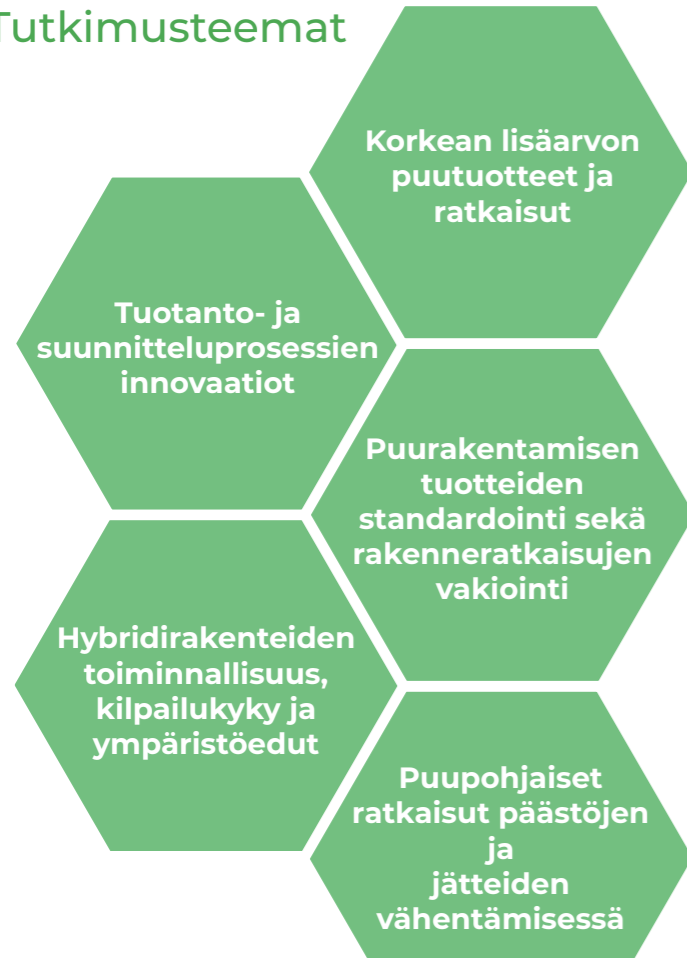 Tutkimusteemat
Korkean lisäarvon
puutuotteet ja
ratkaisut
Tuotanto- ja
suunnitteluprosessien
innovaatiot
Puurakentamisen
tuotteiden
standardointi sekä
rakenneratkaisujen
vakiointi
Hybridirakenteiden
toiminnallisuus,
kilpailukyky ja
ympäristöedut
Puupohjaiset
ratkaisut päästöjen
ja
jätteiden
vähentämisessä